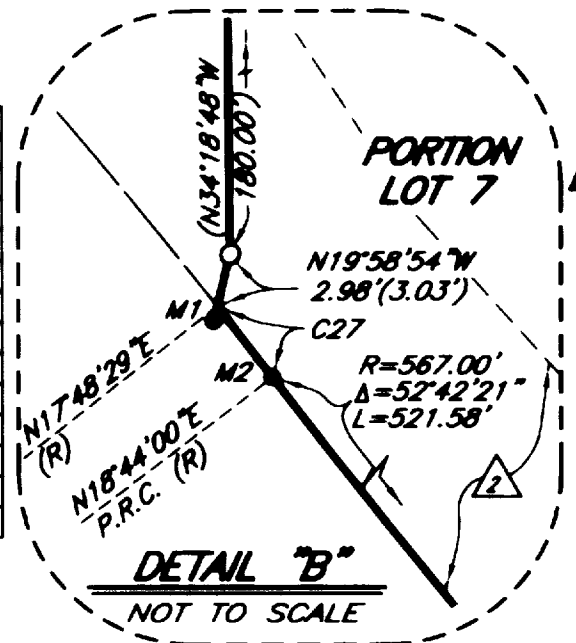 (N34°18'48"W
180.00')
PORTION
LOT 7
N19°58'54"W
2.98'(3.03')
M1
C27
M2
R=567.00'
Δ=52°42'21"
L=521.58'
N17°48'29"E
(R)
N18°44'00"E (R)
P.R.C.
2
DETAIL "B"
NOT TO SCALE